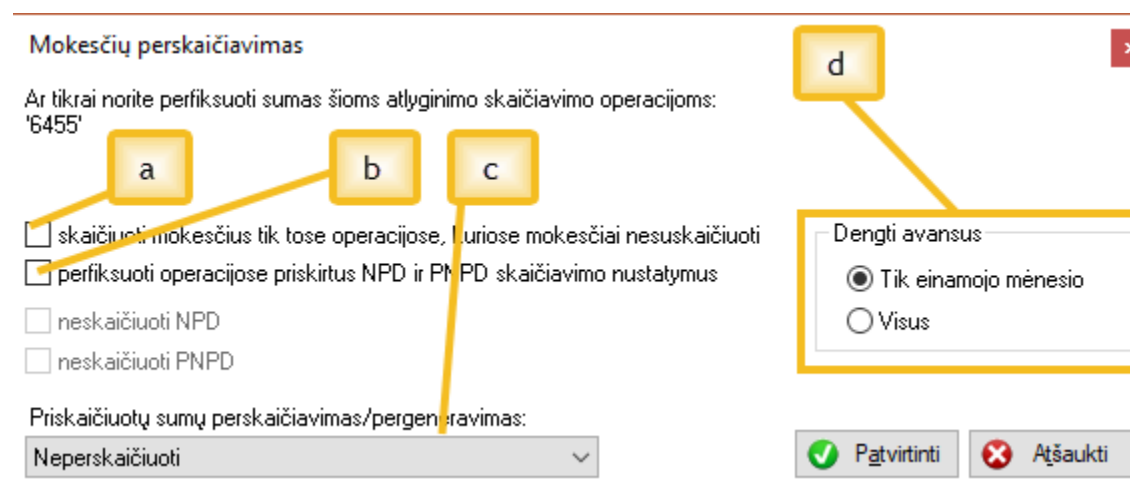 Mokesčių perskaičiavimas
d
Ar tikrai norite perfiksuoti sumas šioms atlyginimo skaičiavimo operacijoms:
'6455'
a
b
c
skaičiuoti mokesčius tik tose operacijose, kuriose mokesčiai nesuskaičiuoti
perfiksuoti operacijose priskirtus NPD ir PNPD skaičiavimo nustatymus
neskaičiuoti NPD
neskaičiuoti PNPD
Dengti avansus
Tik einamojo mėnesio
Visus
Priskaičiuotų sumų perskaičiavimas/pergeneravimas:
Neperskaičiuoti
Patvirtinti
Atšaukti